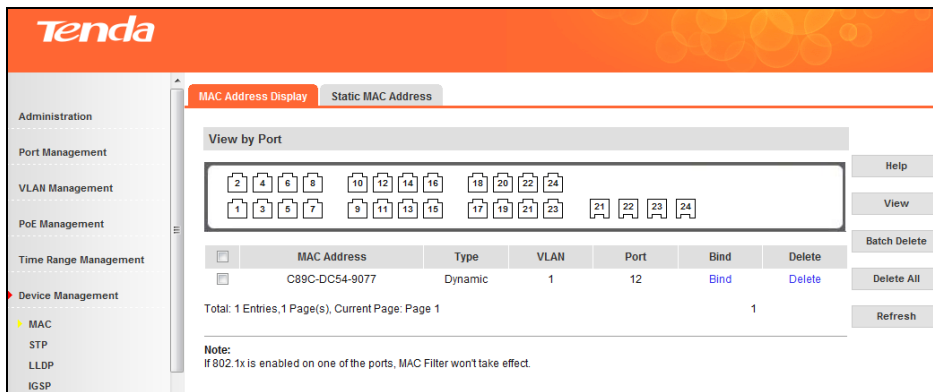 Tenda
MAC Address Display Static MAC Address
Administration
Port Management
VLAN Management
PoE Management
Time Range Management
Device Management
MAC
STP
LLDP
IGSP
View by Port
2 4 6 8 10 12 14 16 18 20 22 24
1 3 5 7 9 11 13 15 17 19 21 23 21 22 23 24
MAC Address Type VLAN Port Bind Delete
C89C-DC54-9077 Dynamic 1 12 Bind Delete
Total: 1 Entries,1 Page(s), Current Page: Page 1 1
Note:
If 802.1x is enabled on one of the ports, MAC Filter won't take effect.
Help
View
Batch Delete
Delete All
Refresh